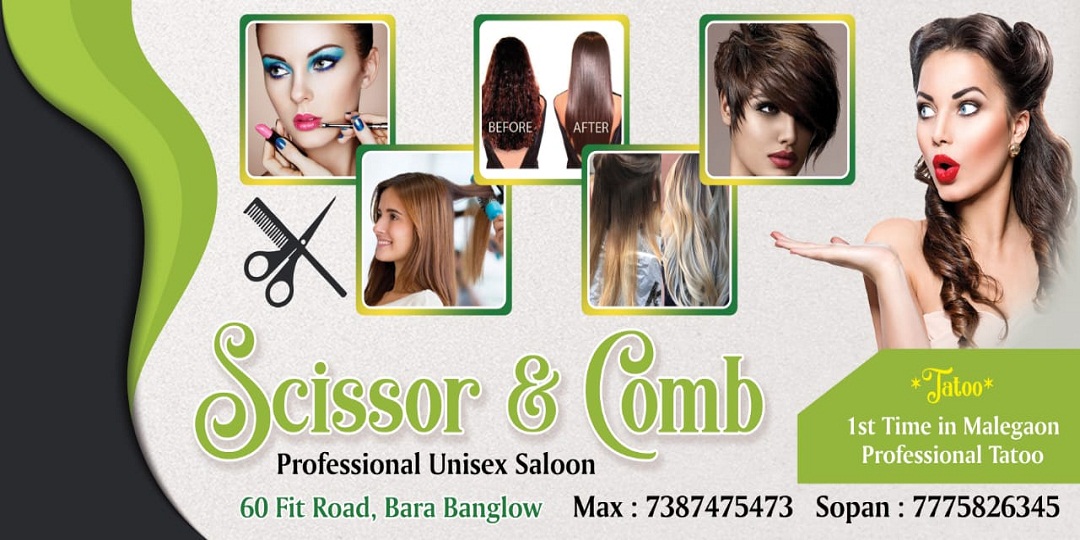 BEFORE AFTER
Scissor & Comb
Professional Unisex Saloon
*Tatoo*
1st Time in Malegaon
Professional Tatoo
60 Fit Road, Bara Banglow Max : 7387475473 Sopan : 7775826345